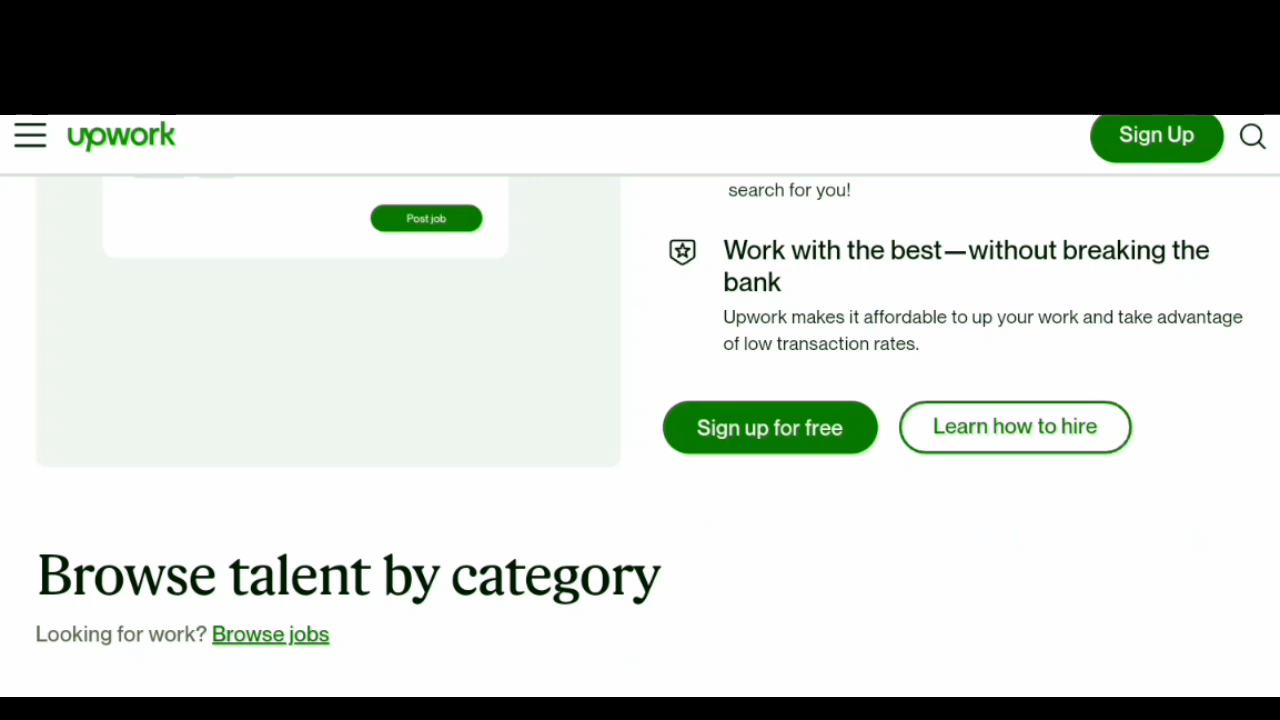 upwork
Sign Up
Post job
search for you!
Work with the best—without breaking the
bank
Upwork makes it affordable to up your work and take advantage
of low transaction rates.
Sign up for free
Learn how to hire
Browse talent by category
Looking for work? Browse jobs